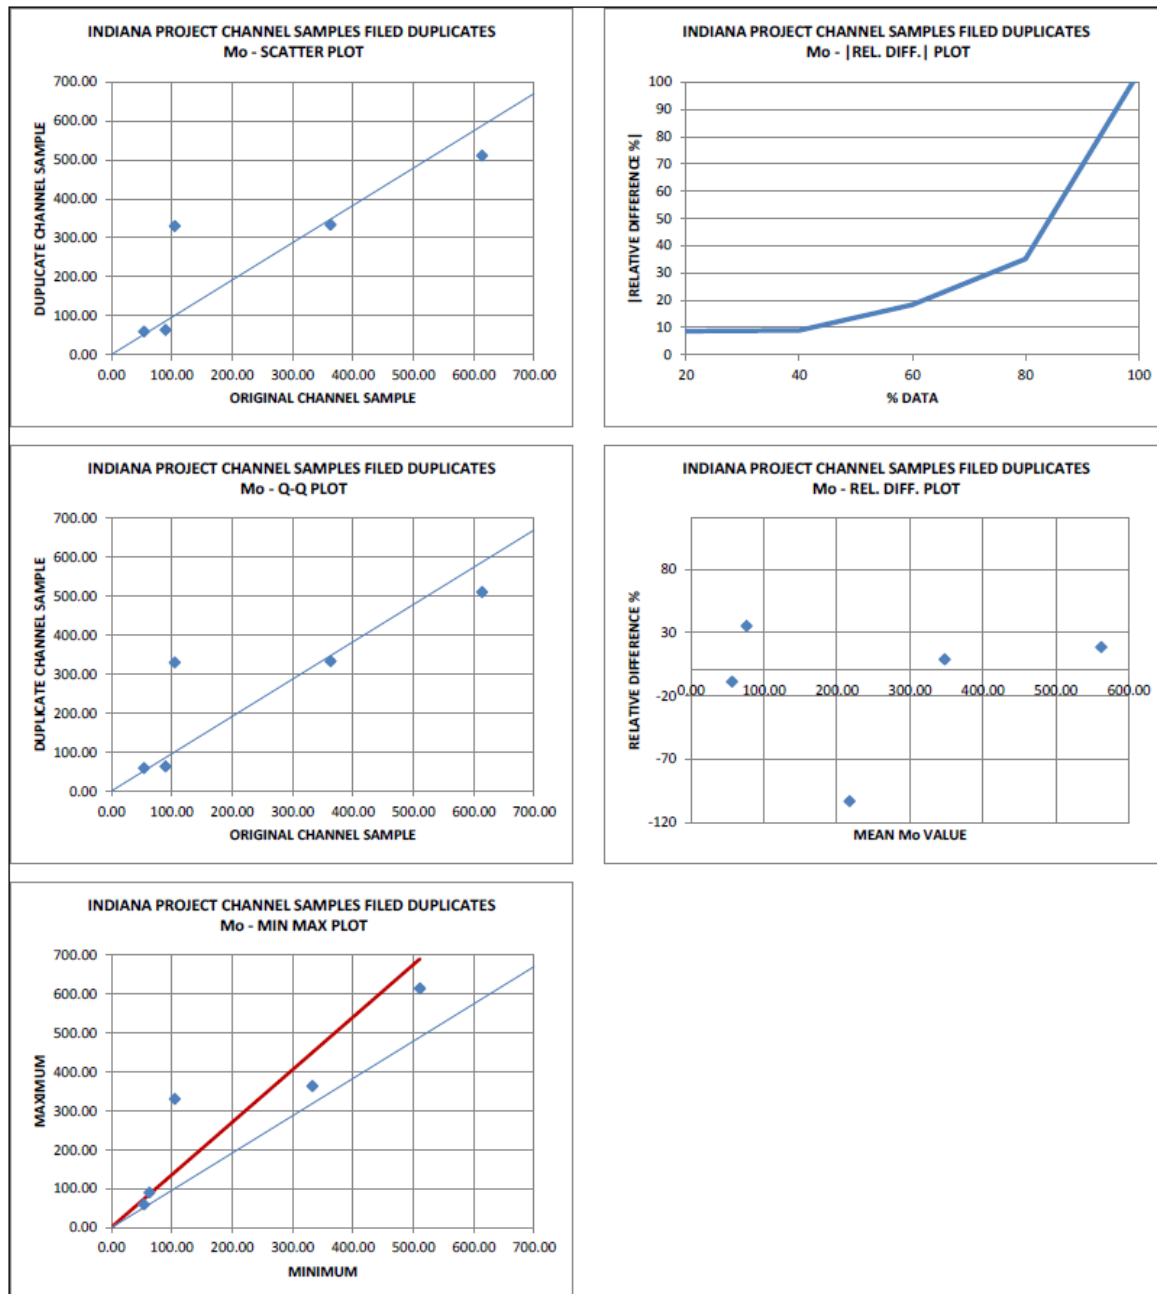 INDIANA PROJECT CHANNEL SAMPLES FILED DUPLICATES
Mo - SCATTER PLOT
700.00
600.00
500.00
400.00
300.00
200.00
100.00
0.00
DUPLICATE CHANNEL SAMPLE
0.00 100.00 200.00 300.00 400.00 500.00 600.00 700.00
ORIGINAL CHANNEL SAMPLE
INDIANA PROJECT CHANNEL SAMPLES FILED DUPLICATES
Mo - |REL. DIFF.| PLOT
100
90
80
70
60
50
40
30
20
10
0
|RELATIVE DIFFERENCE %|
20 40 60 80 100
% DATA
INDIANA PROJECT CHANNEL SAMPLES FILED DUPLICATES
Mo - Q-Q PLOT
700.00
600.00
500.00
400.00
300.00
200.00
100.00
0.00
DUPLICATE CHANNEL SAMPLE
0.00 100.00 200.00 300.00 400.00 500.00 600.00 700.00
ORIGINAL CHANNEL SAMPLE
INDIANA PROJECT CHANNEL SAMPLES FILED DUPLICATES
Mo - REL. DIFF. PLOT
80
30
-20
-70
-120
RELATIVE DIFFERENCE %
0.00 100.00 200.00 300.00 400.00 500.00 600.00
MEAN Mo VALUE
INDIANA PROJECT CHANNEL SAMPLES FILED DUPLICATES
Mo - MIN MAX PLOT
700.00
600.00
500.00
400.00
300.00
200.00
100.00
0.00
MAXIMUM
0.00 100.00 200.00 300.00 400.00 500.00 600.00 700.00
MINIMUM